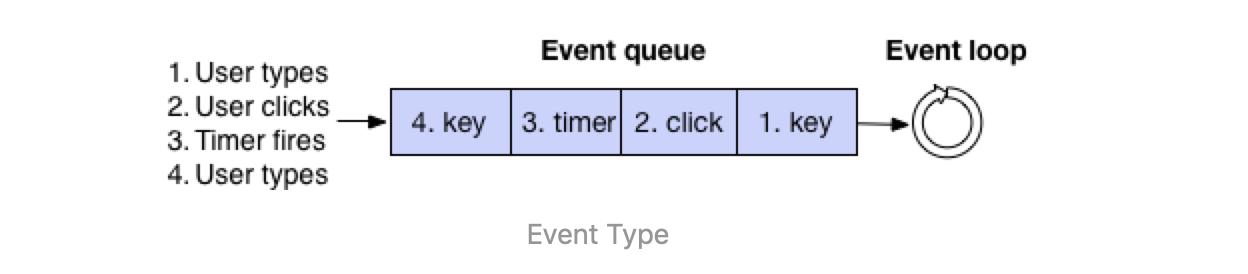 Event queue
Event loop
1. User types
2. User clicks
3. Timer fires
4. User types
4. key
3. timer
2. click
1. key
Event Type